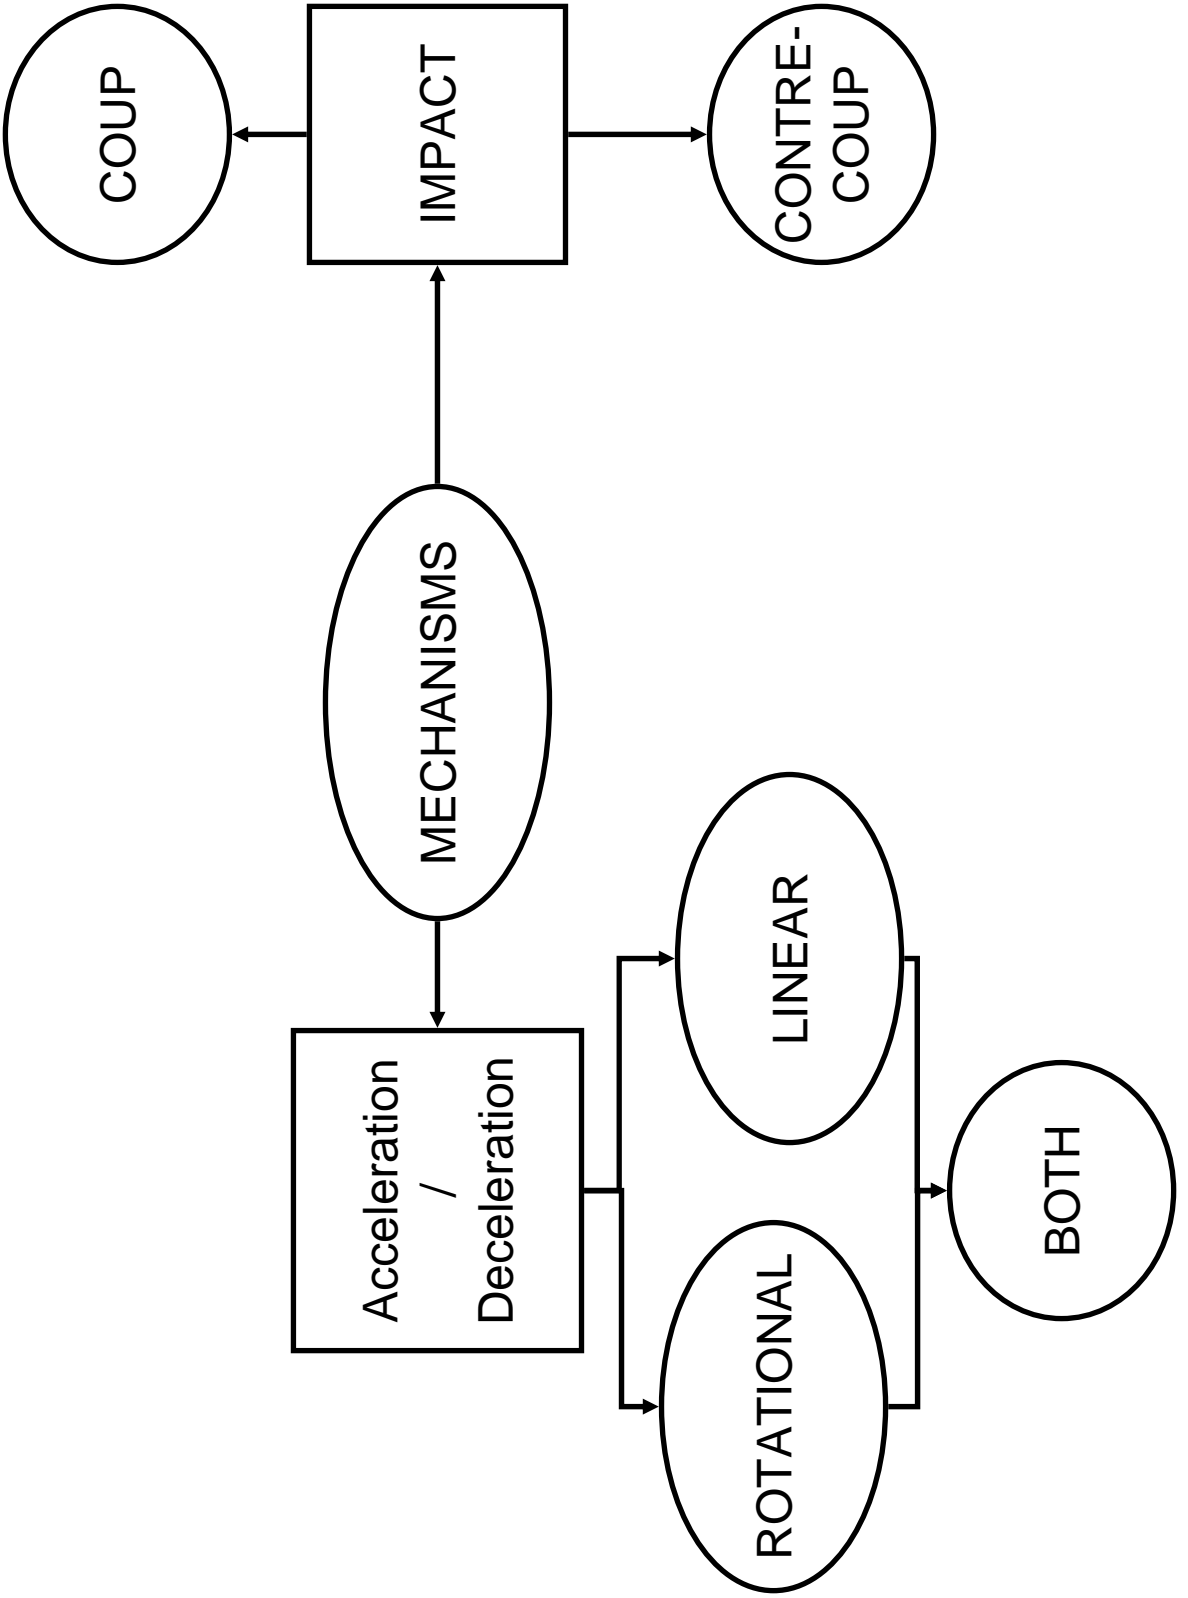 COUP
IMPACT
CONTRE-
COUP
MECHANISMS
Acceleration
/
Deceleration
LINEAR
ROTATIONAL
BOTH